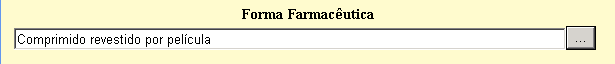 Forma Farmacêutica
Comprimido revestido por película
...